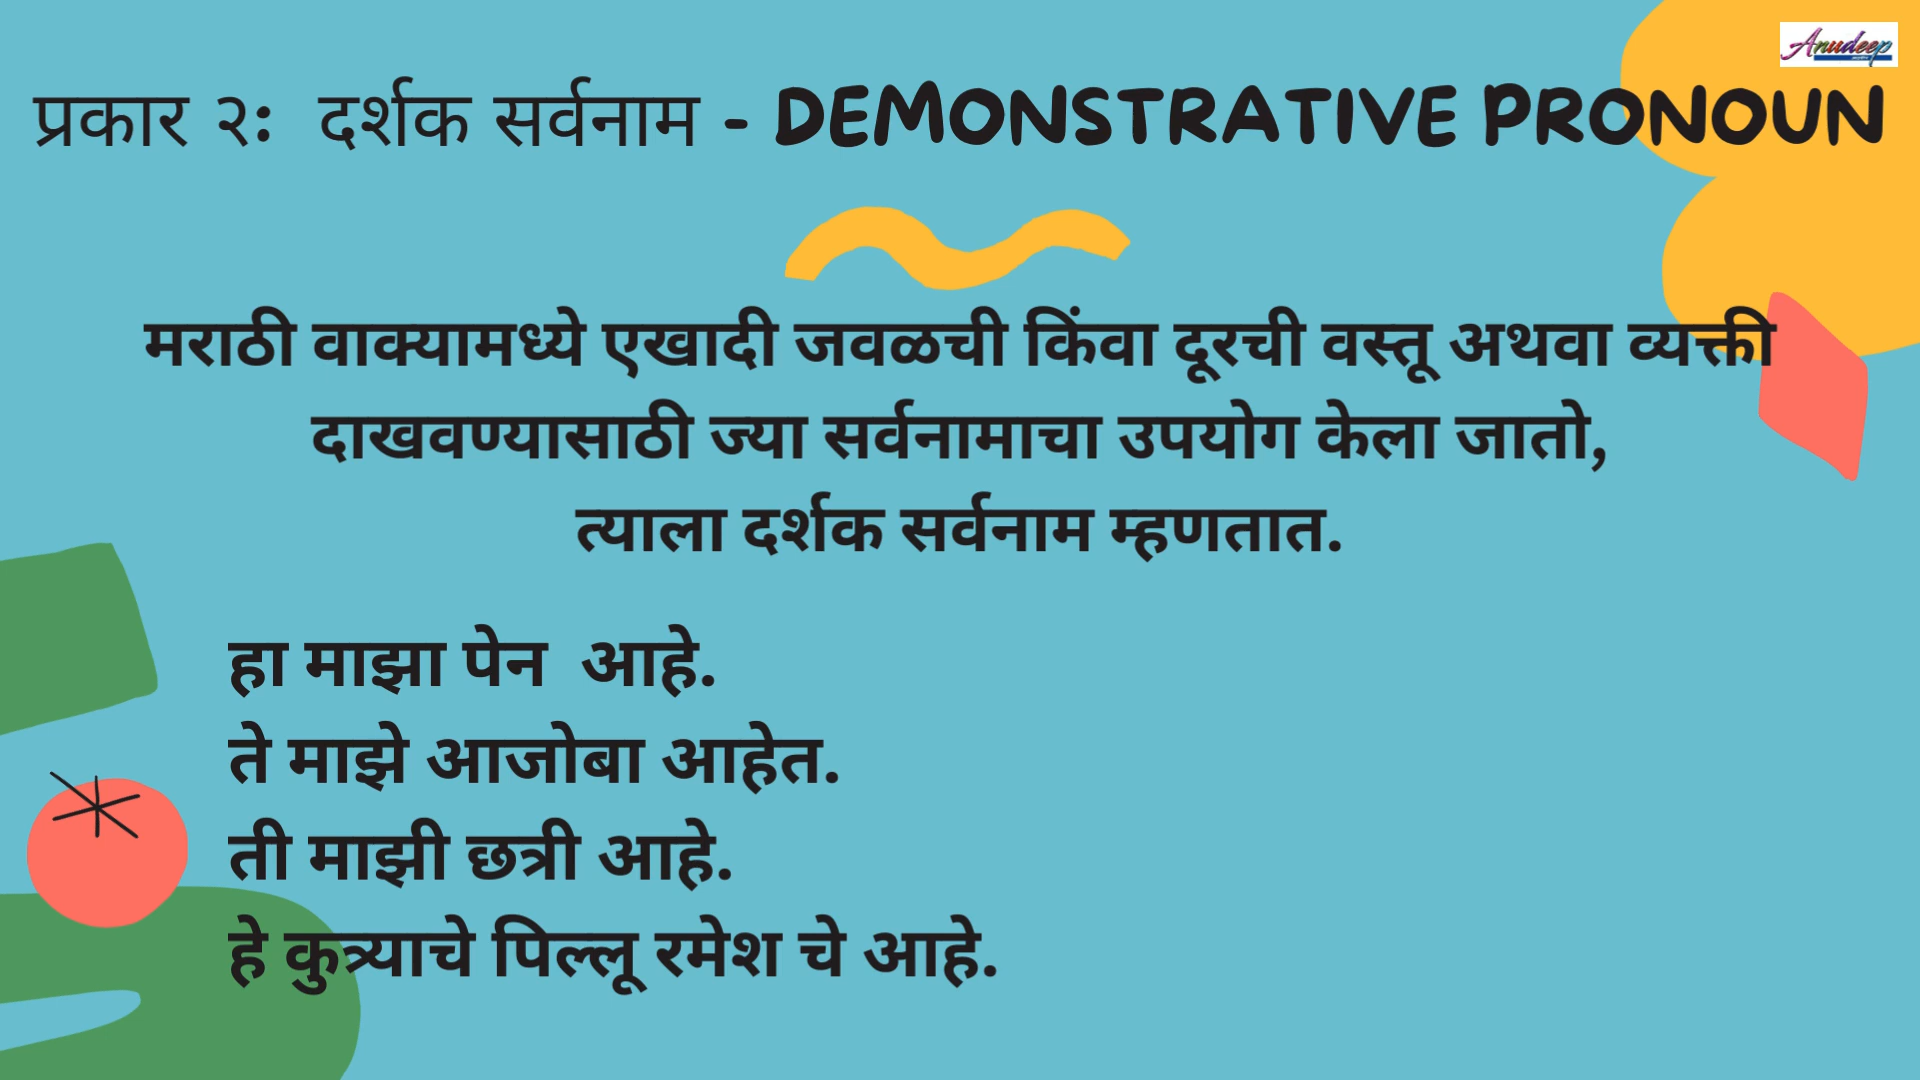 Anudeep
प्रकार २:  दर्शक सर्वनाम - DEMONSTRATIVE PRONOUN
मराठी वाक्यामध्ये एखादी जवळची किंवा दूरची वस्तू अथवा व्यक्ती
दाखवण्यासाठी ज्या सर्वनामाचा उपयोग केला जातो,
त्याला दर्शक सर्वनाम म्हणतात.
हा माझा पेन  आहे.
ते माझे आजोबा आहेत.
ती माझी छत्री आहे.
हे कुत्र्याचे पिल्लू रमेश चे आहे.